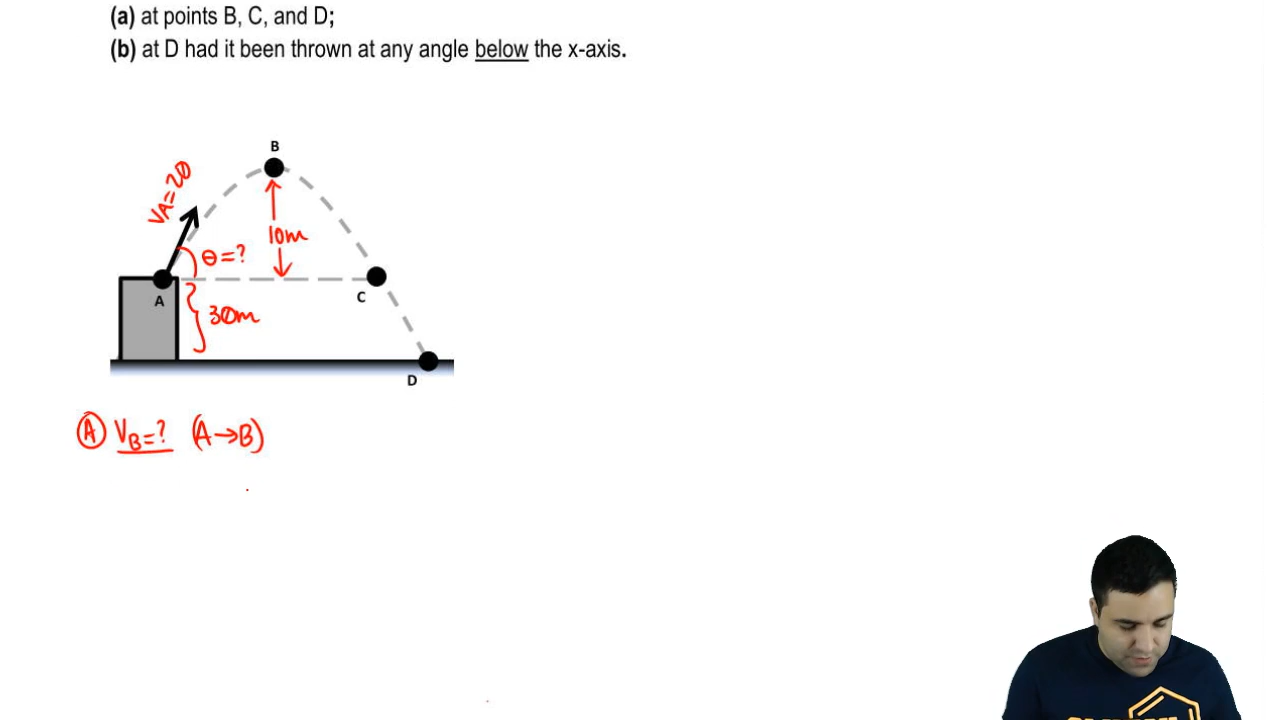 (a) at points B, C, and D;
(b) at D had it been thrown at any angle below the x-axis.
B
VA=20
10m
θ=?
A
C
30m
D
Ⓐ VB=? (A→B)